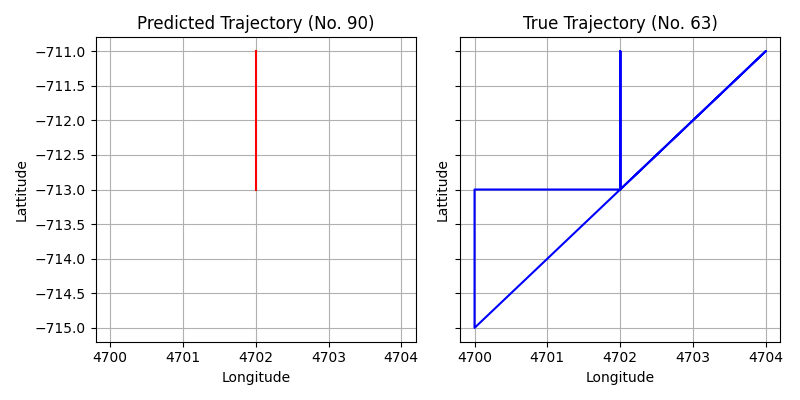 Predicted Trajectory (No. 90)
−711.0
−711.5
−712.0
−712.5
−713.0
−713.5
−714.0
−714.5
−715.0
Lattitude
4700 4701 4702 4703 4704
Longitude
True Trajectory (No. 63)
Lattitude
4700 4701 4702 4703 4704
Longitude